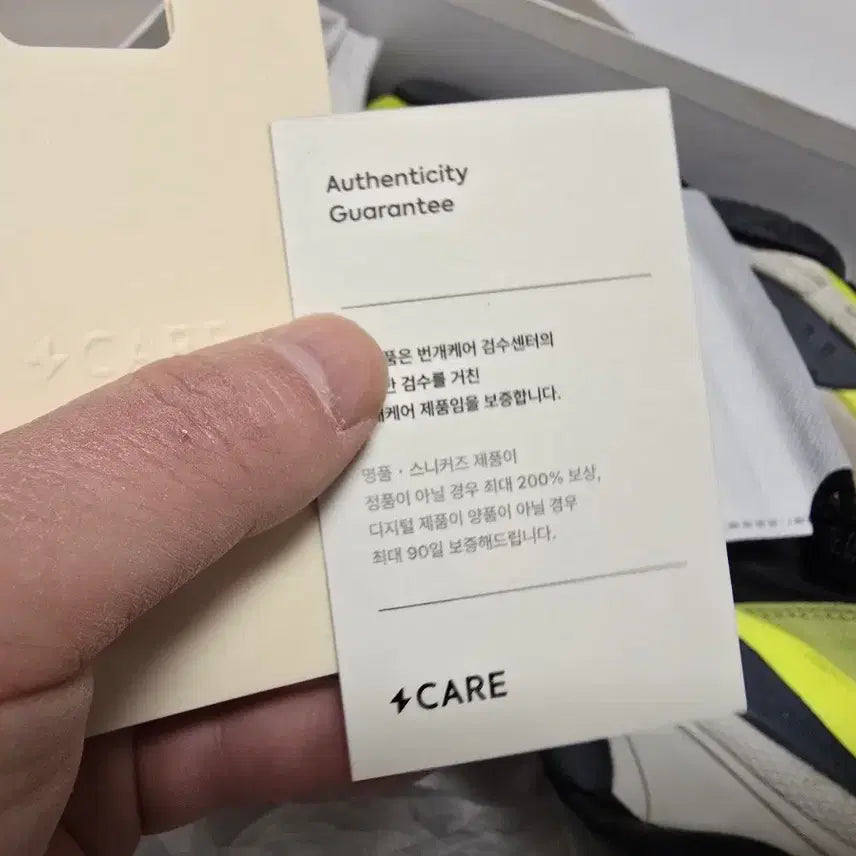 Authenticity
Guarantee
품은 번개케어 검수센터의
검수를 거친
케어 제품임을 보증합니다.
명품 · 스니커즈 제품이
정품이 아닐 경우 최대 200% 보상,
디지털 제품이 양품이 아닐 경우
최대 90일 보증해드립니다.
CARE
CARE